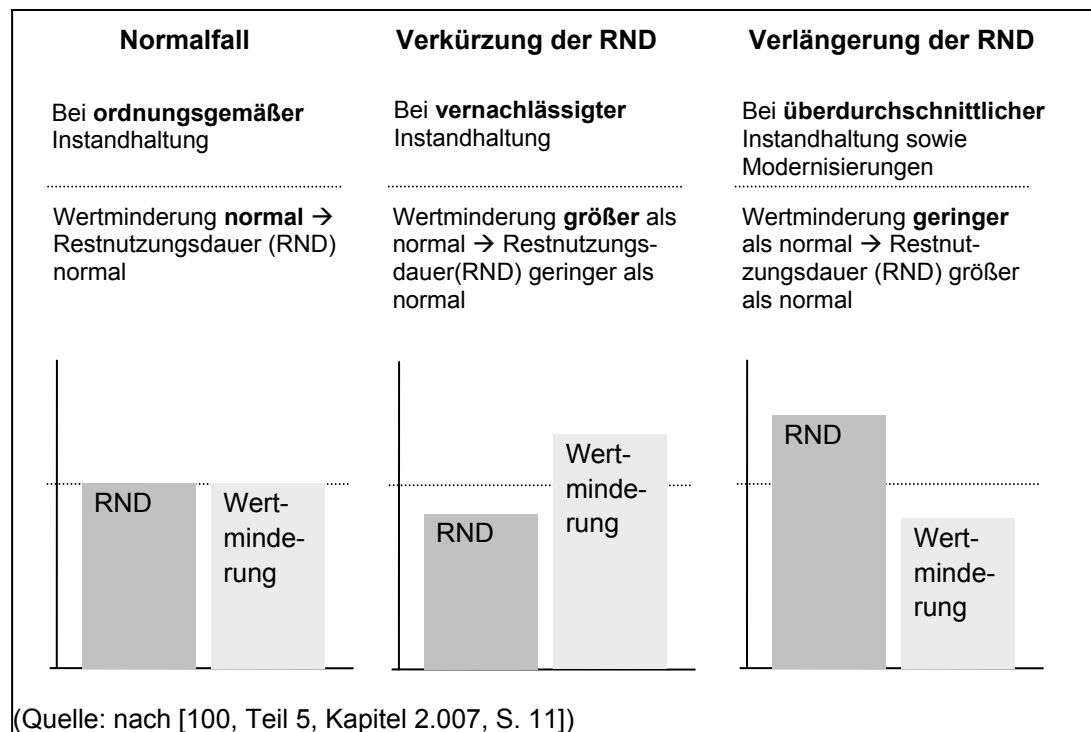 Normalfall
Bei ordnungsgemäßer
Instandhaltung
Wertminderung normal →
Restnutzungsdauer (RND)
normal
RND
Wert-
minde-
rung
Verkürzung der RND
Bei vernachlässigter
Instandhaltung
Wertminderung größer als
normal → Restnutzungs-
dauer(RND) geringer als
normal
RND
Wert-
minde-
rung
Verlängerung der RND
Bei überdurchschnittlicher
Instandhaltung sowie
Modernisierungen
Wertminderung geringer
als normal → Restnut-
zungsdauer (RND) größer
als normal
RND
Wert-
minde-
rung
(Quelle: nach [100, Teil 5, Kapitel 2.007, S. 11])